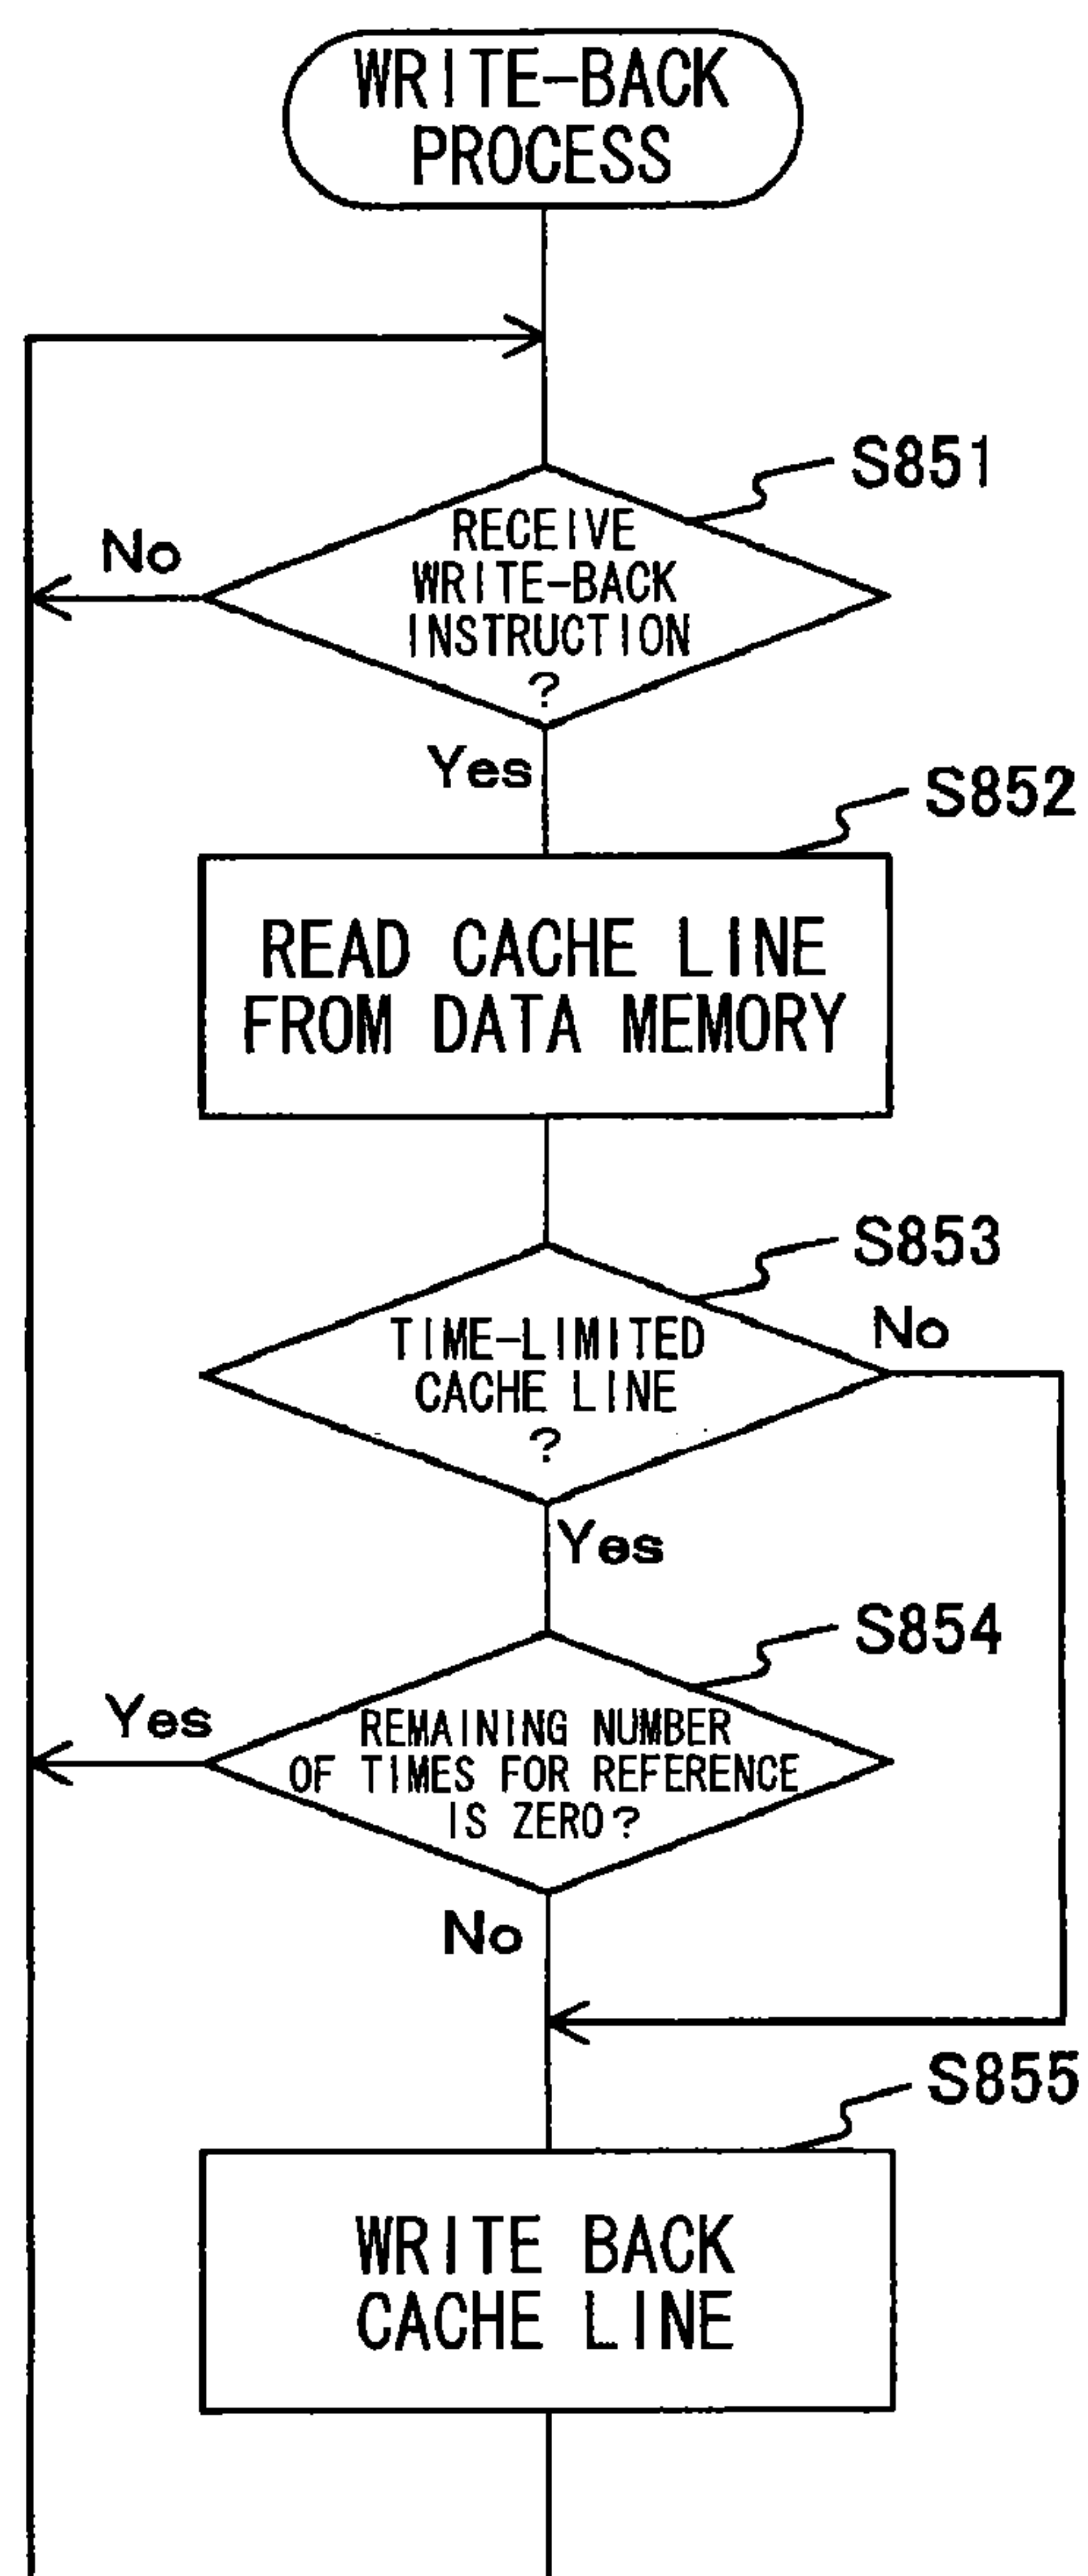 WRITE-BACK
PROCESS
S851
No
RECEIVE
WRITE-BACK
INSTRUCTION
?
Yes
S852
READ CACHE LINE
FROM DATA MEMORY
S853
No
TIME-LIMITED
CACHE LINE
?
Yes
S854
Yes
REMAINING NUMBER
OF TIMES FOR REFERENCE
IS ZERO?
No
S855
WRITE BACK
CACHE LINE